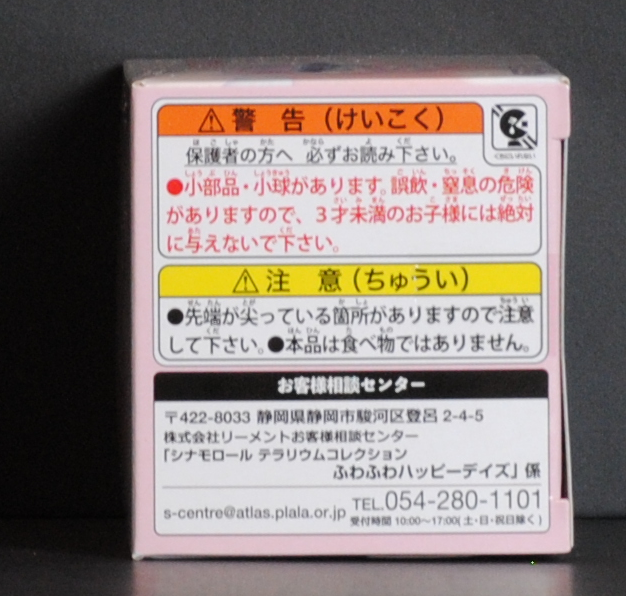 ⚠警 告(けいこく)
保護者の方へ 必ずお読み下さい。
●小部品・小球があります。誤飲・窒息の危険
がありますので、3才未満のお子様には絶対
に与えないで下さい。
⚠注 意(ちゅうい)
●先端が尖っている箇所がありますので注意
して下さい。●本品は食べ物ではありません。
お客様相談センター
〒422-8033 静岡県静岡市駿河区登呂 2-4-5
株式会社リーメントお客様相談センター
「シナモロール テラリウムコレクション
ふわふわハッピーデイズ」係
s-centre@atlas.plala.or.jp TEL.054-280-1101
受付時間 10:00〜17:00(土・日・祝日除く)